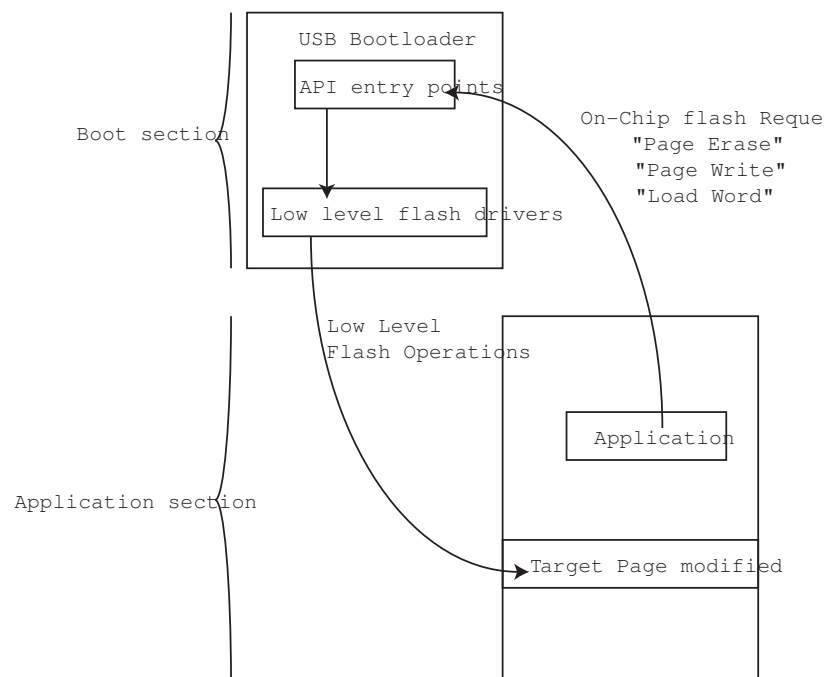 USB Bootloader
API entry points
Boot section
On-Chip flash Reque
"Page Erase"
"Page Write"
"Load Word"
Low level flash drivers
Low Level
Flash Operations
Application
Application section
Target Page modified